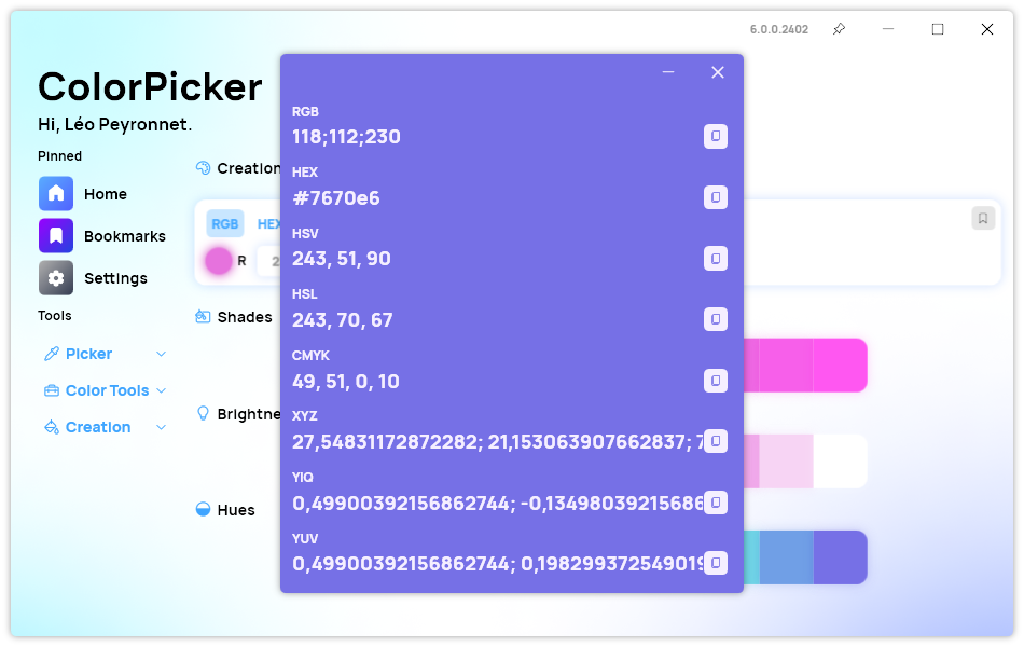 6.0.0.2402
ColorPicker
Hi, Léo Peyronnet.
Pinned
Home
Bookmarks
Settings
Tools
Picker
Color Tools
Creation
Creation
RGB HEX
R 2
Shades
Brightne
Hues
RGB
118;112;230
HEX
#7670e6
HSV
243, 51, 90
HSL
243, 70, 67
CMYK
49, 51, 0, 10
XYZ
27,54831172872282; 21,153063907662837; 7
YIQ
0,49900392156862744; -0,13498039215686
YUV
0,49900392156862744; 0,198299372549019